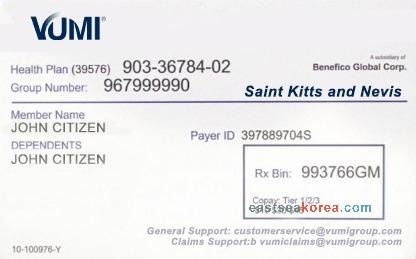 VUMI®
A subsidiary of
Benefico Global Corp.
Health Plan (39576) 903-36784-02
Group Number: 967999990
Saint Kitts and Nevis
Member Name
JOHN CITIZEN
DEPENDENTS
JOHN CITIZEN
Payer ID 397889704S
Rx Bin: 993766GM
Copay: Tier 1/2/3
eastseakorea.com
General Support: customerservice@vumigroup.com
Claims Support:b vumiclaims@vumigroup.com
10-100976-Y